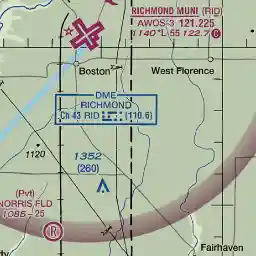 RICHMOND MUNI (RID)
AWOS-3 121.225
1140 *L 55 122.7 C
Boston
West Florence
DME
RICHMOND
Ch 43 RID (110.6)
1120
1352
(260)
(Pvt)
NORRIS FLD
1085 - 25
R
Fairhaven